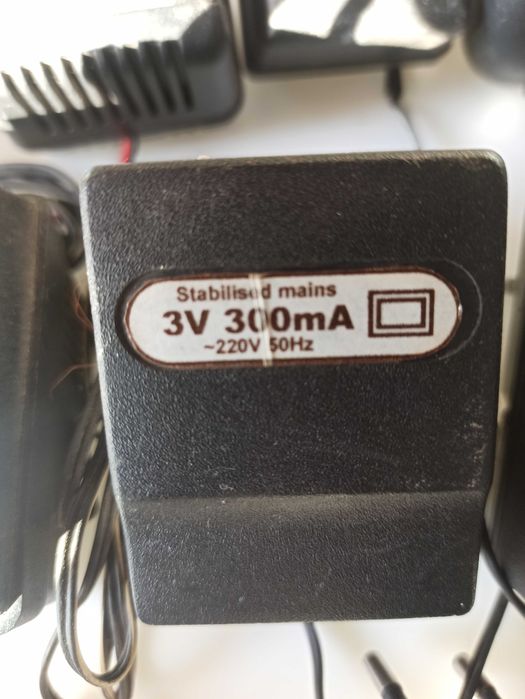 Stabilised mains
3V 300mA
~220V 50Hz